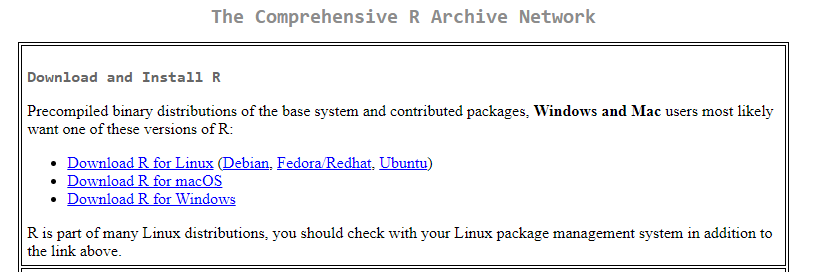 The Comprehensive R Archive Network
Download and Install R
Precompiled binary distributions of the base system and contributed packages, Windows and Mac users most likely
want one of these versions of R:
Download R for Linux (Debian, Fedora/Redhat, Ubuntu)
Download R for macOS
Download R for Windows
R is part of many Linux distributions, you should check with your Linux package management system in addition to
the link above.